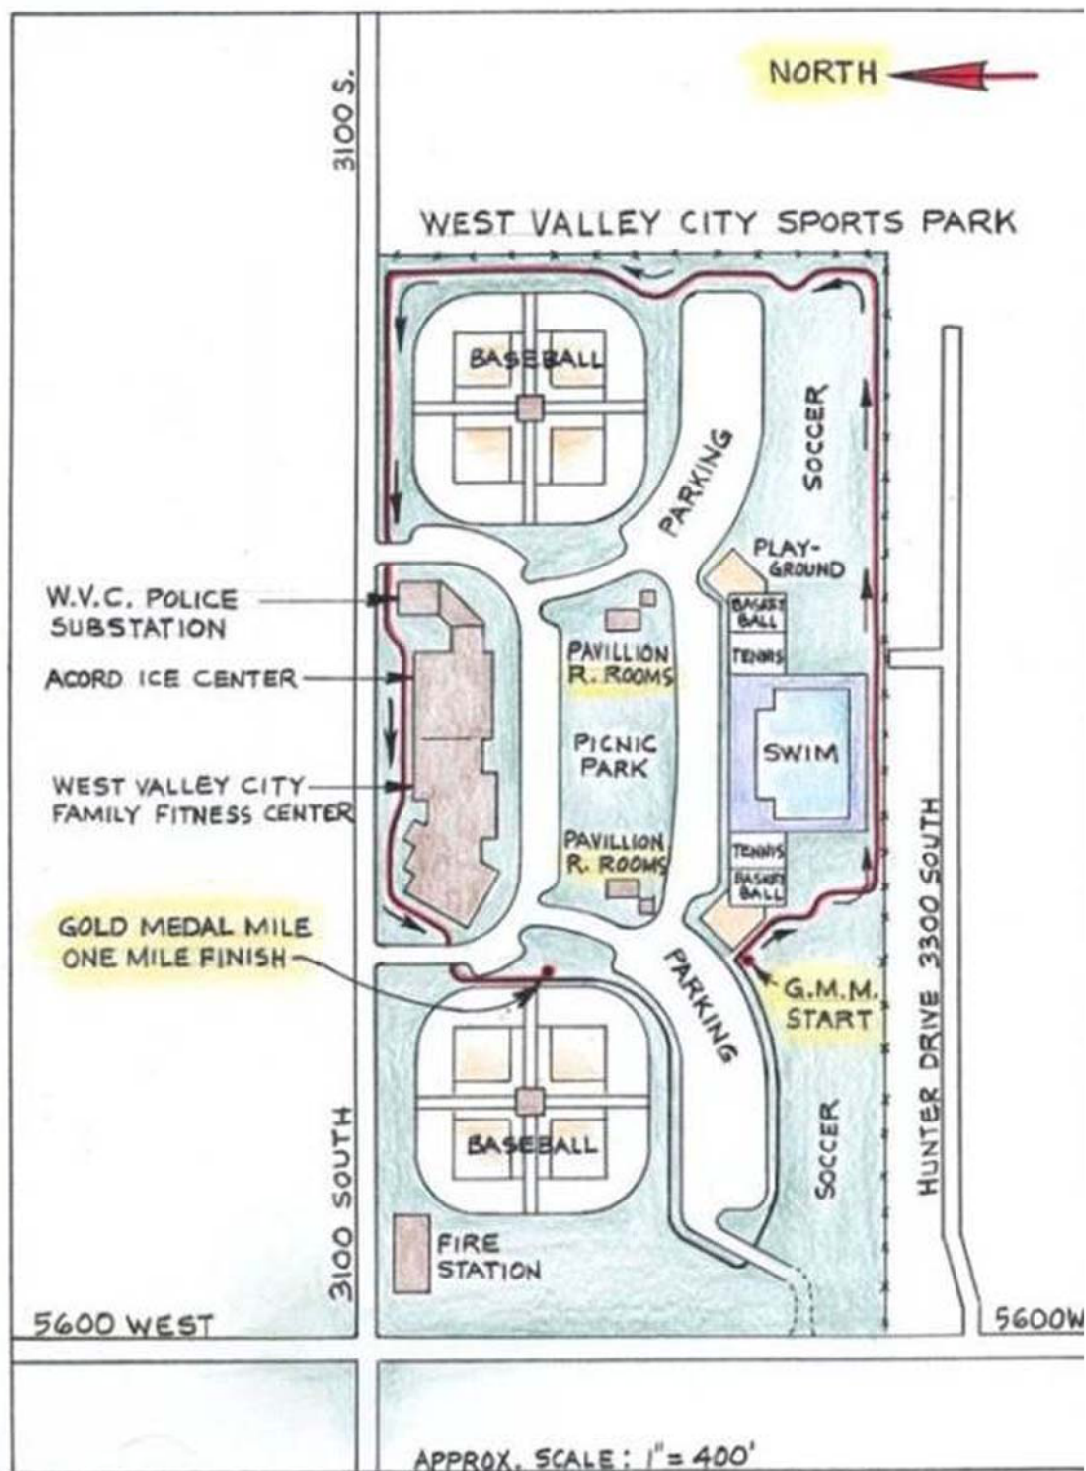 NORTH
3100 S.
WEST VALLEY CITY SPORTS PARK
BASEBALL
SOCCER
PARKING
PLAY-
GROUND
W.V.C. POLICE
SUBSTATION
BASKET
BALL
PAVILLION
R. ROOMS
TENNIS
ACORD ICE CENTER
PICNIC
PARK
SWIM
WEST VALLEY CITY
FAMILY FITNESS CENTER
PAVILLION
R. ROOMS
TENNIS
BASKET
BALL
GOLD MEDAL MILE
ONE MILE FINISH
PARKING
G.M.M.
START
HUNTER DRIVE 3300 SOUTH
BASEBALL
SOCCER
3100 SOUTH
FIRE
STATION
5600 WEST
5600W
APPROX. SCALE: 1" = 400'